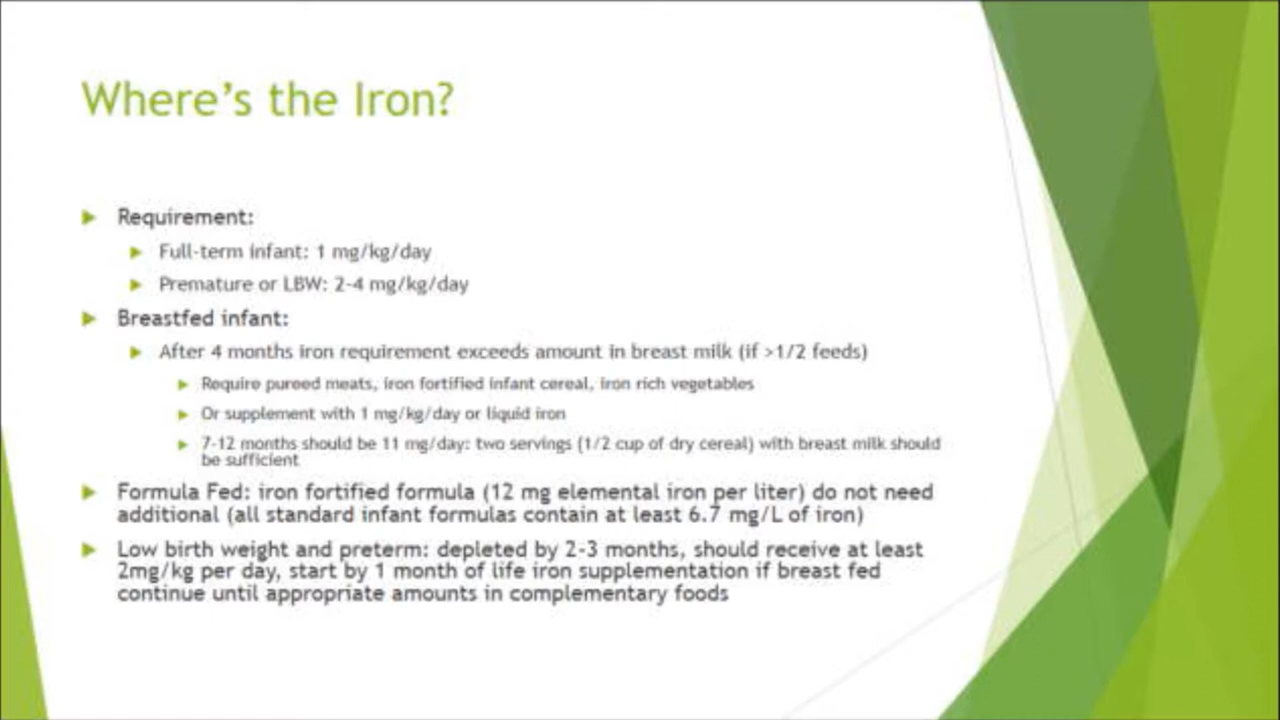 Where's the Iron?
Requirement:
Full-term infant: 1 mg/kg/day
Premature or LBW: 2-4 mg/kg/day
Breastfed infant:
After 4 months iron requirement exceeds amount in breast milk (if >1/2 feeds)
Require pureed meats, iron fortified infant cereal, iron rich vegetables
Or supplement with 1 mg/kg/day or liquid iron
7-12 months should be 11 mg/day: two servings (1/2 cup of dry cereal) with breast milk should
be sufficient
Formula Fed: iron fortified formula (12 mg elemental iron per liter) do not need
additional (all standard infant formulas contain at least 6.7 mg/L of iron)
Low birth weight and preterm: depleted by 2-3 months, should receive at least
2mg/kg per day, start by 1 month of life iron supplementation if breast fed
continue until appropriate amounts in complementary foods